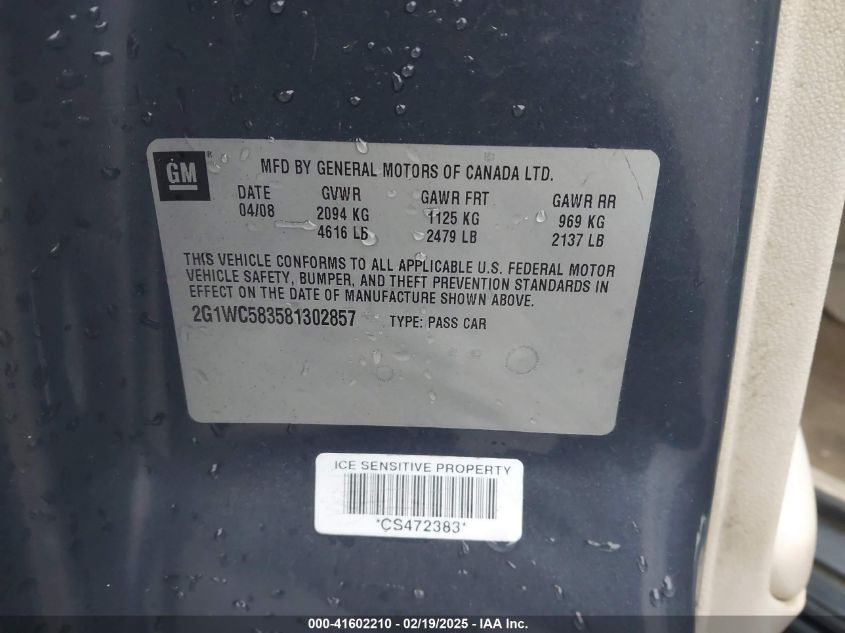 GM ®
MFD BY GENERAL MOTORS OF CANADA LTD.
DATE GVWR GAWR FRT GAWR RR
04/08 2094 KG 1125 KG 969 KG
4616 LB 2479 LB 2137 LB
THIS VEHICLE CONFORMS TO ALL APPLICABLE U.S. FEDERAL MOTOR
VEHICLE SAFETY, BUMPER, AND THEFT PREVENTION STANDARDS IN
EFFECT ON THE DATE OF MANUFACTURE SHOWN ABOVE.
2G1WC583581302857 TYPE: PASS CAR
ICE SENSITIVE PROPERTY
*CS472383*
000-41602210 - 02/19/2025 - IAA Inc.